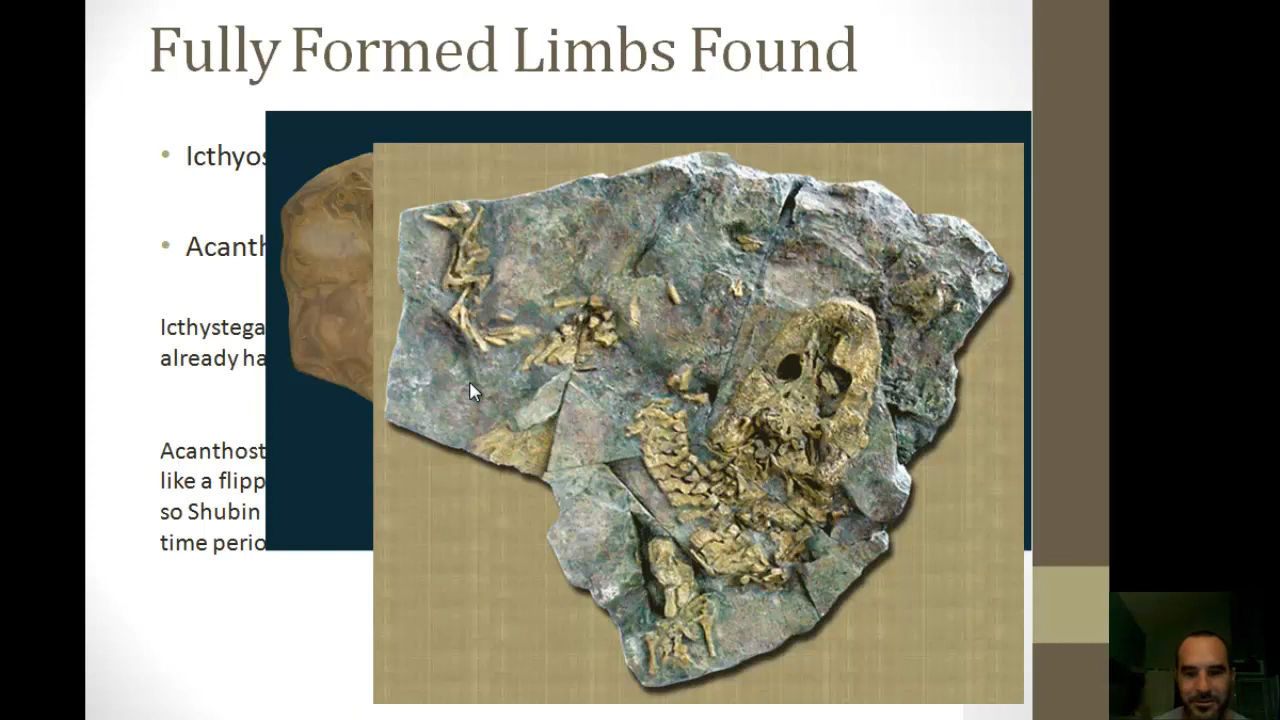 Fully Formed Limbs Found
• Icthyos
• Acanth
Icthystega
already ha
Acanthost
like a flipp
so Shubin
time perio